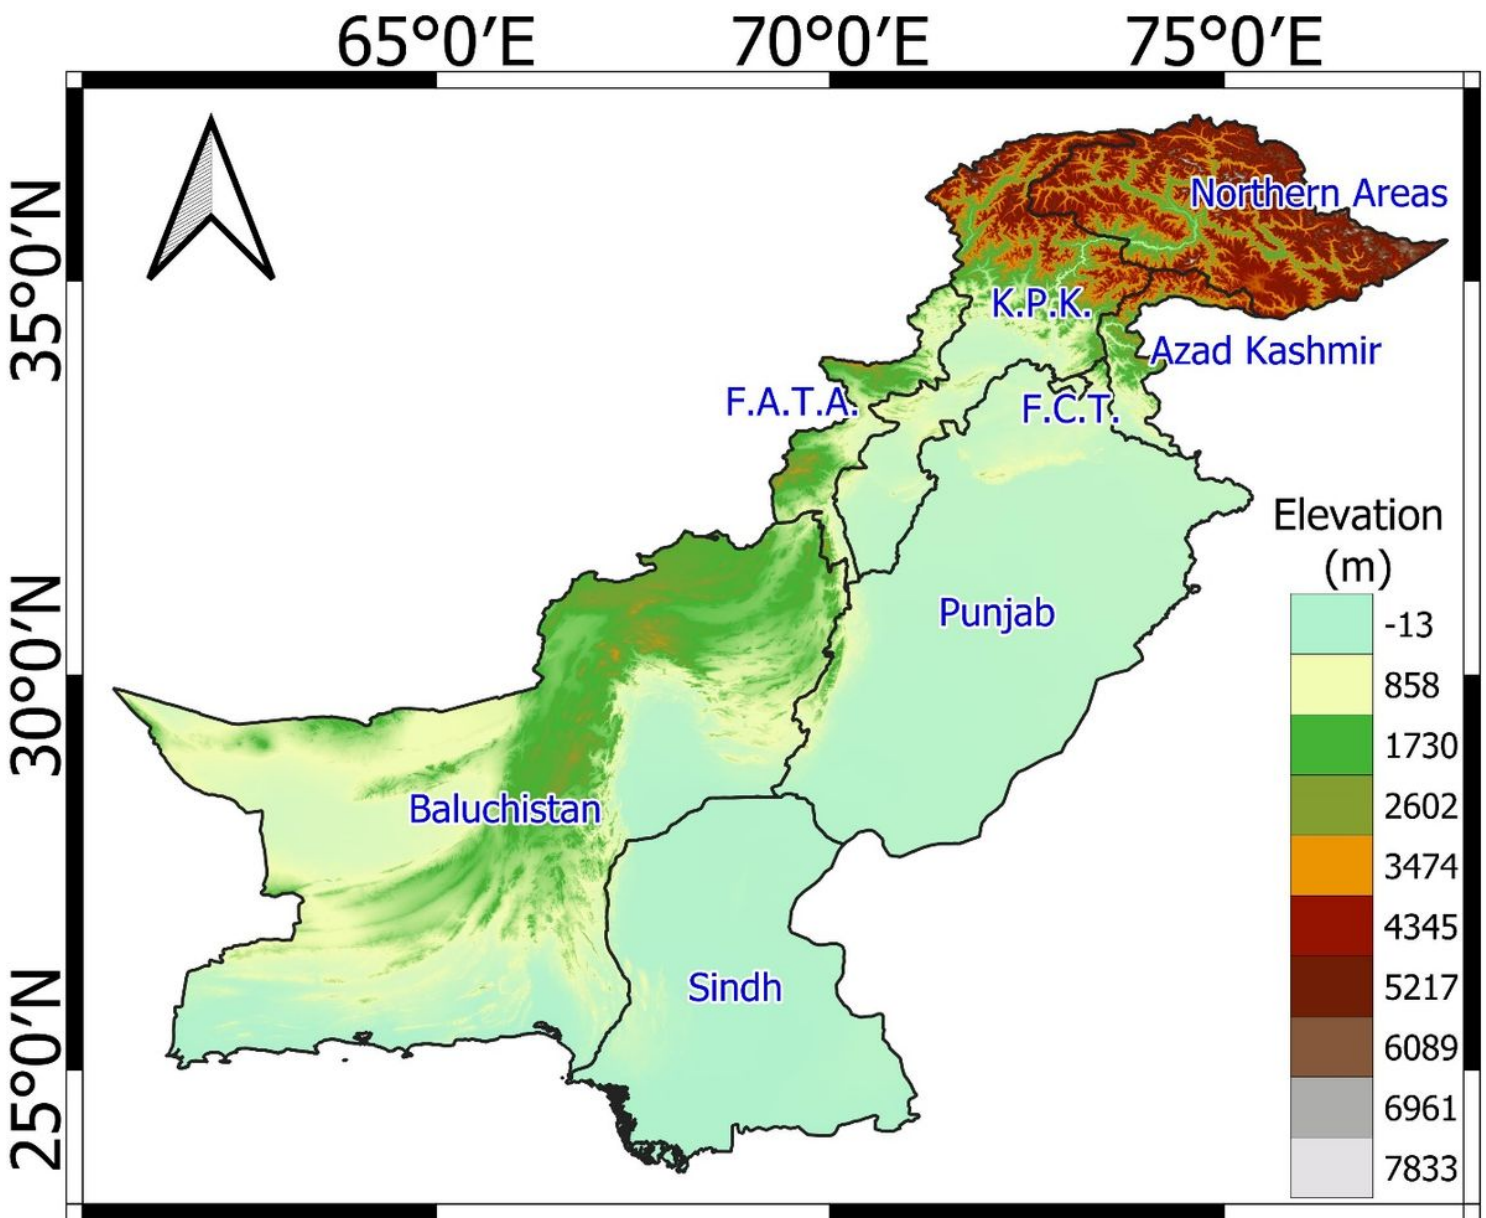 65°0′E 70°0′E 75°0′E
35°0′N
30°0′N
25°0′N
Northern Areas
K.P.K.
Azad Kashmir
F.A.T.A.
F.C.T.
Punjab
Baluchistan
Sindh
Elevation
(m)
-13
858
1730
2602
3474
4345
5217
6089
6961
7833